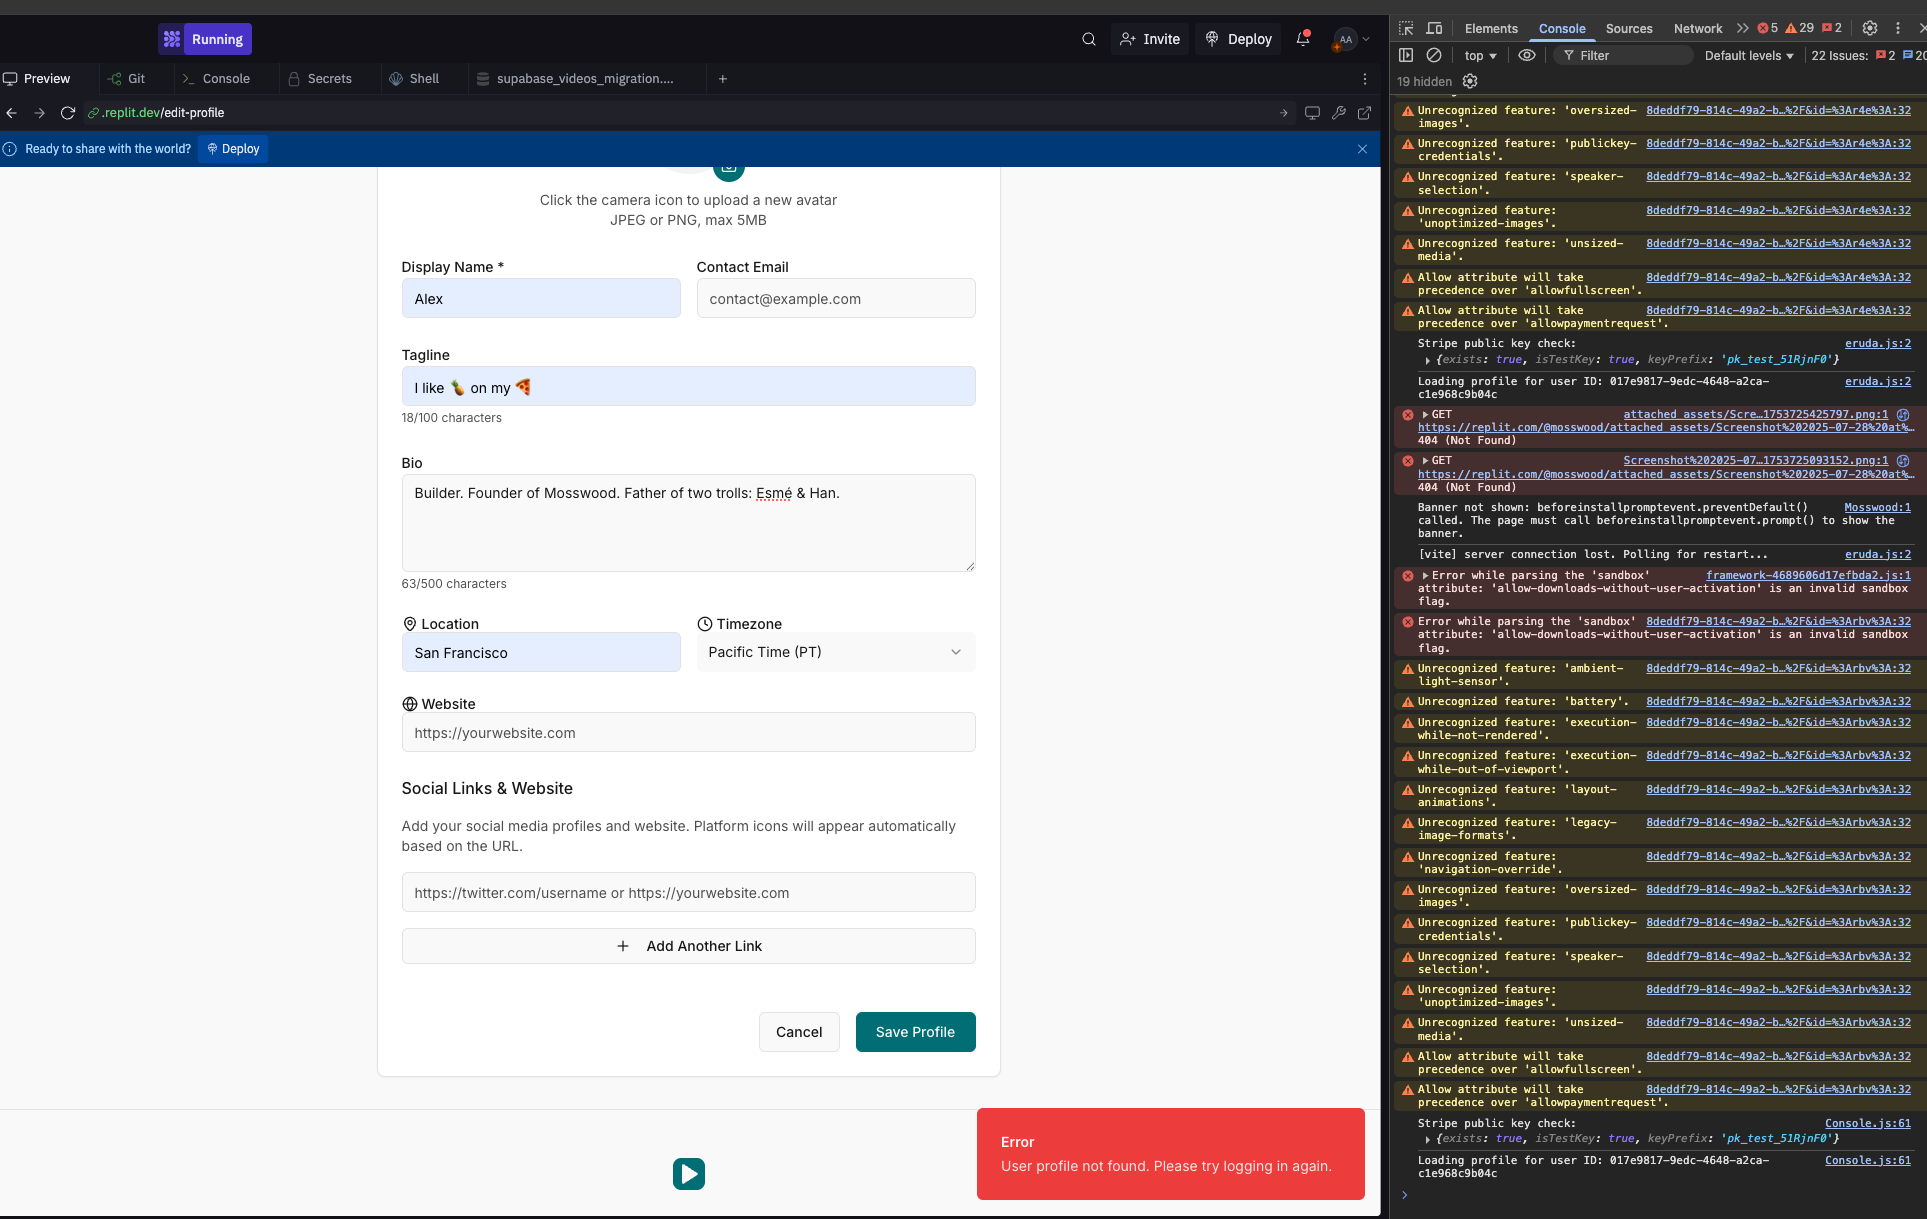 Running
Invite
Deploy
AA
Preview
Git
Console
Secrets
Shell
supabase_videos_migration....
.replit.dev/edit-profile
Ready to share with the world?
Deploy
Click the camera icon to upload a new avatar
JPEG or PNG, max 5MB
Display Name *
Contact Email
Alex
contact@example.com
Tagline
I like 🍍 on my 🍕
18/100 characters
Bio
Builder. Founder of Mosswood. Father of two trolls: Esmé & Han.
63/500 characters
Location
Timezone
San Francisco
Pacific Time (PT)
Website
https://yourwebsite.com
Social Links & Website
Add your social media profiles and website. Platform icons will appear automatically
based on the URL.
https://twitter.com/username or https://yourwebsite.com
+ Add Another Link
Cancel
Save Profile
Error
User profile not found. Please try logging in again.
Elements Console Sources Network 5 29 2
top Filter Default levels 22 Issues: 2 20
19 hidden
Unrecognized feature: 'oversized- 8deddf79-814c-49a2-b…%2F&id=%3Ar4e%3A:32
images'.
Unrecognized feature: 'publickey- 8deddf79-814c-49a2-b…%2F&id=%3Ar4e%3A:32
credentials'.
Unrecognized feature: 'speaker- 8deddf79-814c-49a2-b…%2F&id=%3Ar4e%3A:32
selection'.
Unrecognized feature: 8deddf79-814c-49a2-b…%2F&id=%3Ar4e%3A:32
'unoptimized-images'.
Unrecognized feature: 'unsized- 8deddf79-814c-49a2-b…%2F&id=%3Ar4e%3A:32
media'.
Allow attribute will take 8deddf79-814c-49a2-b…%2F&id=%3Ar4e%3A:32
precedence over 'allowfullscreen'.
Allow attribute will take 8deddf79-814c-49a2-b…%2F&id=%3Ar4e%3A:32
precedence over 'allowpaymentrequest'.
Stripe public key check: eruda.js:2
{exists: true, isTestKey: true, keyPrefix: 'pk_test_51RjnF0'}
Loading profile for user ID: 017e9817-9edc-4648-a2ca- eruda.js:2
c1e968c9b04c
GET attached_assets/Scre…1753725425797.png:1
https://replit.com/@mosswood/attached_assets/Screenshot%202025-07-28%20at%…
404 (Not Found)
GET Screenshot%202025-07…1753725093152.png:1
https://replit.com/@mosswood/attached_assets/Screenshot%202025-07-28%20at%…
404 (Not Found)
Banner not shown: beforeinstallpromptevent.preventDefault() Mosswood:1
called. The page must call beforeinstallpromptevent.prompt() to show the
banner.
[vite] server connection lost. Polling for restart... eruda.js:2
Error while parsing the 'sandbox' framework-4689606d17efbda2.js:1
attribute: 'allow-downloads-without-user-activation' is an invalid sandbox
flag.
Error while parsing the 'sandbox' 8deddf79-814c-49a2-b…%2F&id=%3Arbv%3A:32
attribute: 'allow-downloads-without-user-activation' is an invalid sandbox
flag.
Unrecognized feature: 'ambient- 8deddf79-814c-49a2-b…%2F&id=%3Arbv%3A:32
light-sensor'.
Unrecognized feature: 'battery'. 8deddf79-814c-49a2-b…%2F&id=%3Arbv%3A:32
Unrecognized feature: 'execution- 8deddf79-814c-49a2-b…%2F&id=%3Arbv%3A:32
while-not-rendered'.
Unrecognized feature: 'execution- 8deddf79-814c-49a2-b…%2F&id=%3Arbv%3A:32
while-out-of-viewport'.
Unrecognized feature: 'layout- 8deddf79-814c-49a2-b…%2F&id=%3Arbv%3A:32
animations'.
Unrecognized feature: 'legacy- 8deddf79-814c-49a2-b…%2F&id=%3Arbv%3A:32
image-formats'.
Unrecognized feature: 8deddf79-814c-49a2-b…%2F&id=%3Arbv%3A:32
'navigation-override'.
Unrecognized feature: 'oversized- 8deddf79-814c-49a2-b…%2F&id=%3Arbv%3A:32
images'.
Unrecognized feature: 'publickey- 8deddf79-814c-49a2-b…%2F&id=%3Arbv%3A:32
credentials'.
Unrecognized feature: 'speaker- 8deddf79-814c-49a2-b…%2F&id=%3Arbv%3A:32
selection'.
Unrecognized feature: 8deddf79-814c-49a2-b…%2F&id=%3Arbv%3A:32
'unoptimized-images'.
Unrecognized feature: 'unsized- 8deddf79-814c-49a2-b…%2F&id=%3Arbv%3A:32
media'.
Allow attribute will take 8deddf79-814c-49a2-b…%2F&id=%3Arbv%3A:32
precedence over 'allowfullscreen'.
Allow attribute will take 8deddf79-814c-49a2-b…%2F&id=%3Arbv%3A:32
precedence over 'allowpaymentrequest'.
Stripe public key check: Console.js:61
{exists: true, isTestKey: true, keyPrefix: 'pk_test_51RjnF0'}
Loading profile for user ID: 017e9817-9edc-4648-a2ca- Console.js:61
c1e968c9b04c